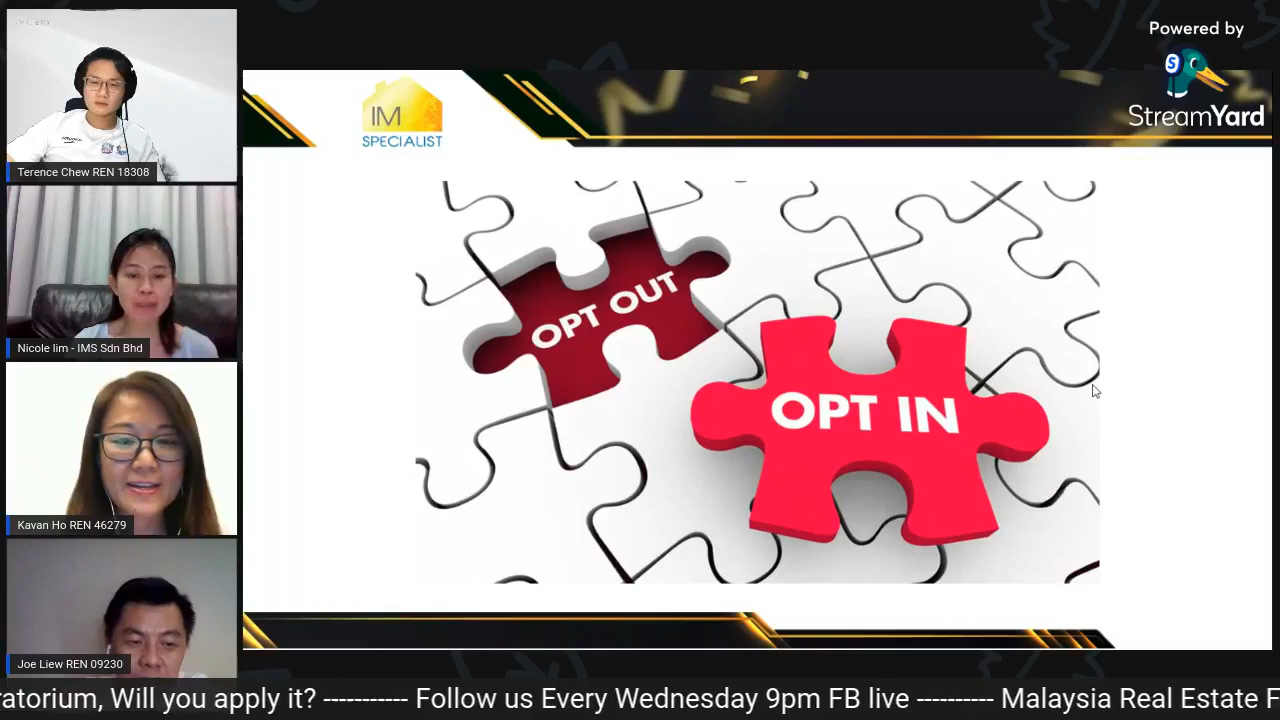 Terence Chew REN 18308
Nicole lim - IMS Sdn Bhd
Kavan Ho REN 46279
Joe Liew REN 09230
Powered by
S
StreamYard
IM
SPECIALIST
OPT OUT
OPT IN
ratorium, Will you apply it? ----------- Follow us Every Wednesday 9pm FB live ---------- Malaysia Real Estate F